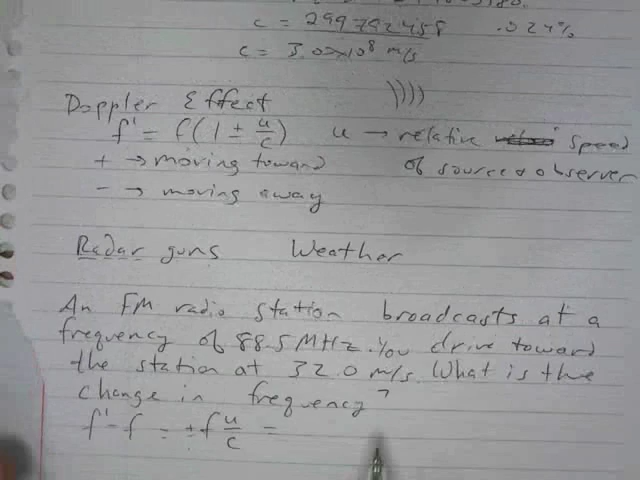 c = 299792458 .024%
c = 3.0×10⁸ m/s
Doppler Effect
f' = f(1 ± u/c) u → relative speed
+ → moving toward of source & observer
- → moving away
Radar guns Weather
An FM radio station broadcasts at a
frequency of 88.5 MHz. You drive toward
the station at 32.0 m/s. What is the
change in frequency?
f' - f = ± f u/c =